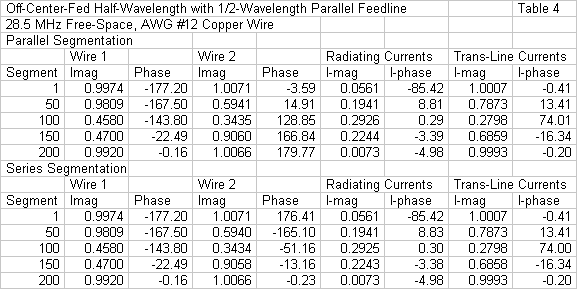 Off-Center-Fed Half-Wavelength with 1/2-Wavelength Parallel Feedline Table 4
28.5 MHz Free-Space, AWG #12 Copper Wire
Parallel Segmentation
Wire 1 Wire 2 Radiating Currents Trans-Line Currents
Segment Imag Phase Imag Phase I-mag I-phase I-mag I-phase
1 0.9974 -177.20 1.0071 -3.59 0.0561 -85.42 1.0007 -0.41
50 0.9809 -167.50 0.5941 14.91 0.1941 8.81 0.7873 13.41
100 0.4580 -143.80 0.3435 128.85 0.2926 0.29 0.2798 74.01
150 0.4700 -22.49 0.9060 166.84 0.2244 -3.39 0.6859 -16.34
200 0.9920 -0.16 1.0066 179.77 0.0073 -4.98 0.9993 -0.20
Series Segmentation
Wire 1 Wire 2 Radiating Currents Trans-Line Currents
Segment Imag Phase Imag Phase I-mag I-phase I-mag I-phase
1 0.9974 -177.20 1.0071 176.41 0.0561 -85.42 1.0007 -0.41
50 0.9809 -167.50 0.5940 -165.10 0.1941 8.83 0.7873 13.41
100 0.4580 -143.80 0.3434 -51.16 0.2925 0.30 0.2798 74.00
150 0.4700 -22.49 0.9058 -13.16 0.2243 -3.38 0.6858 -16.34
200 0.9920 -0.16 1.0066 -0.23 0.0073 -4.98 0.9993 -0.20